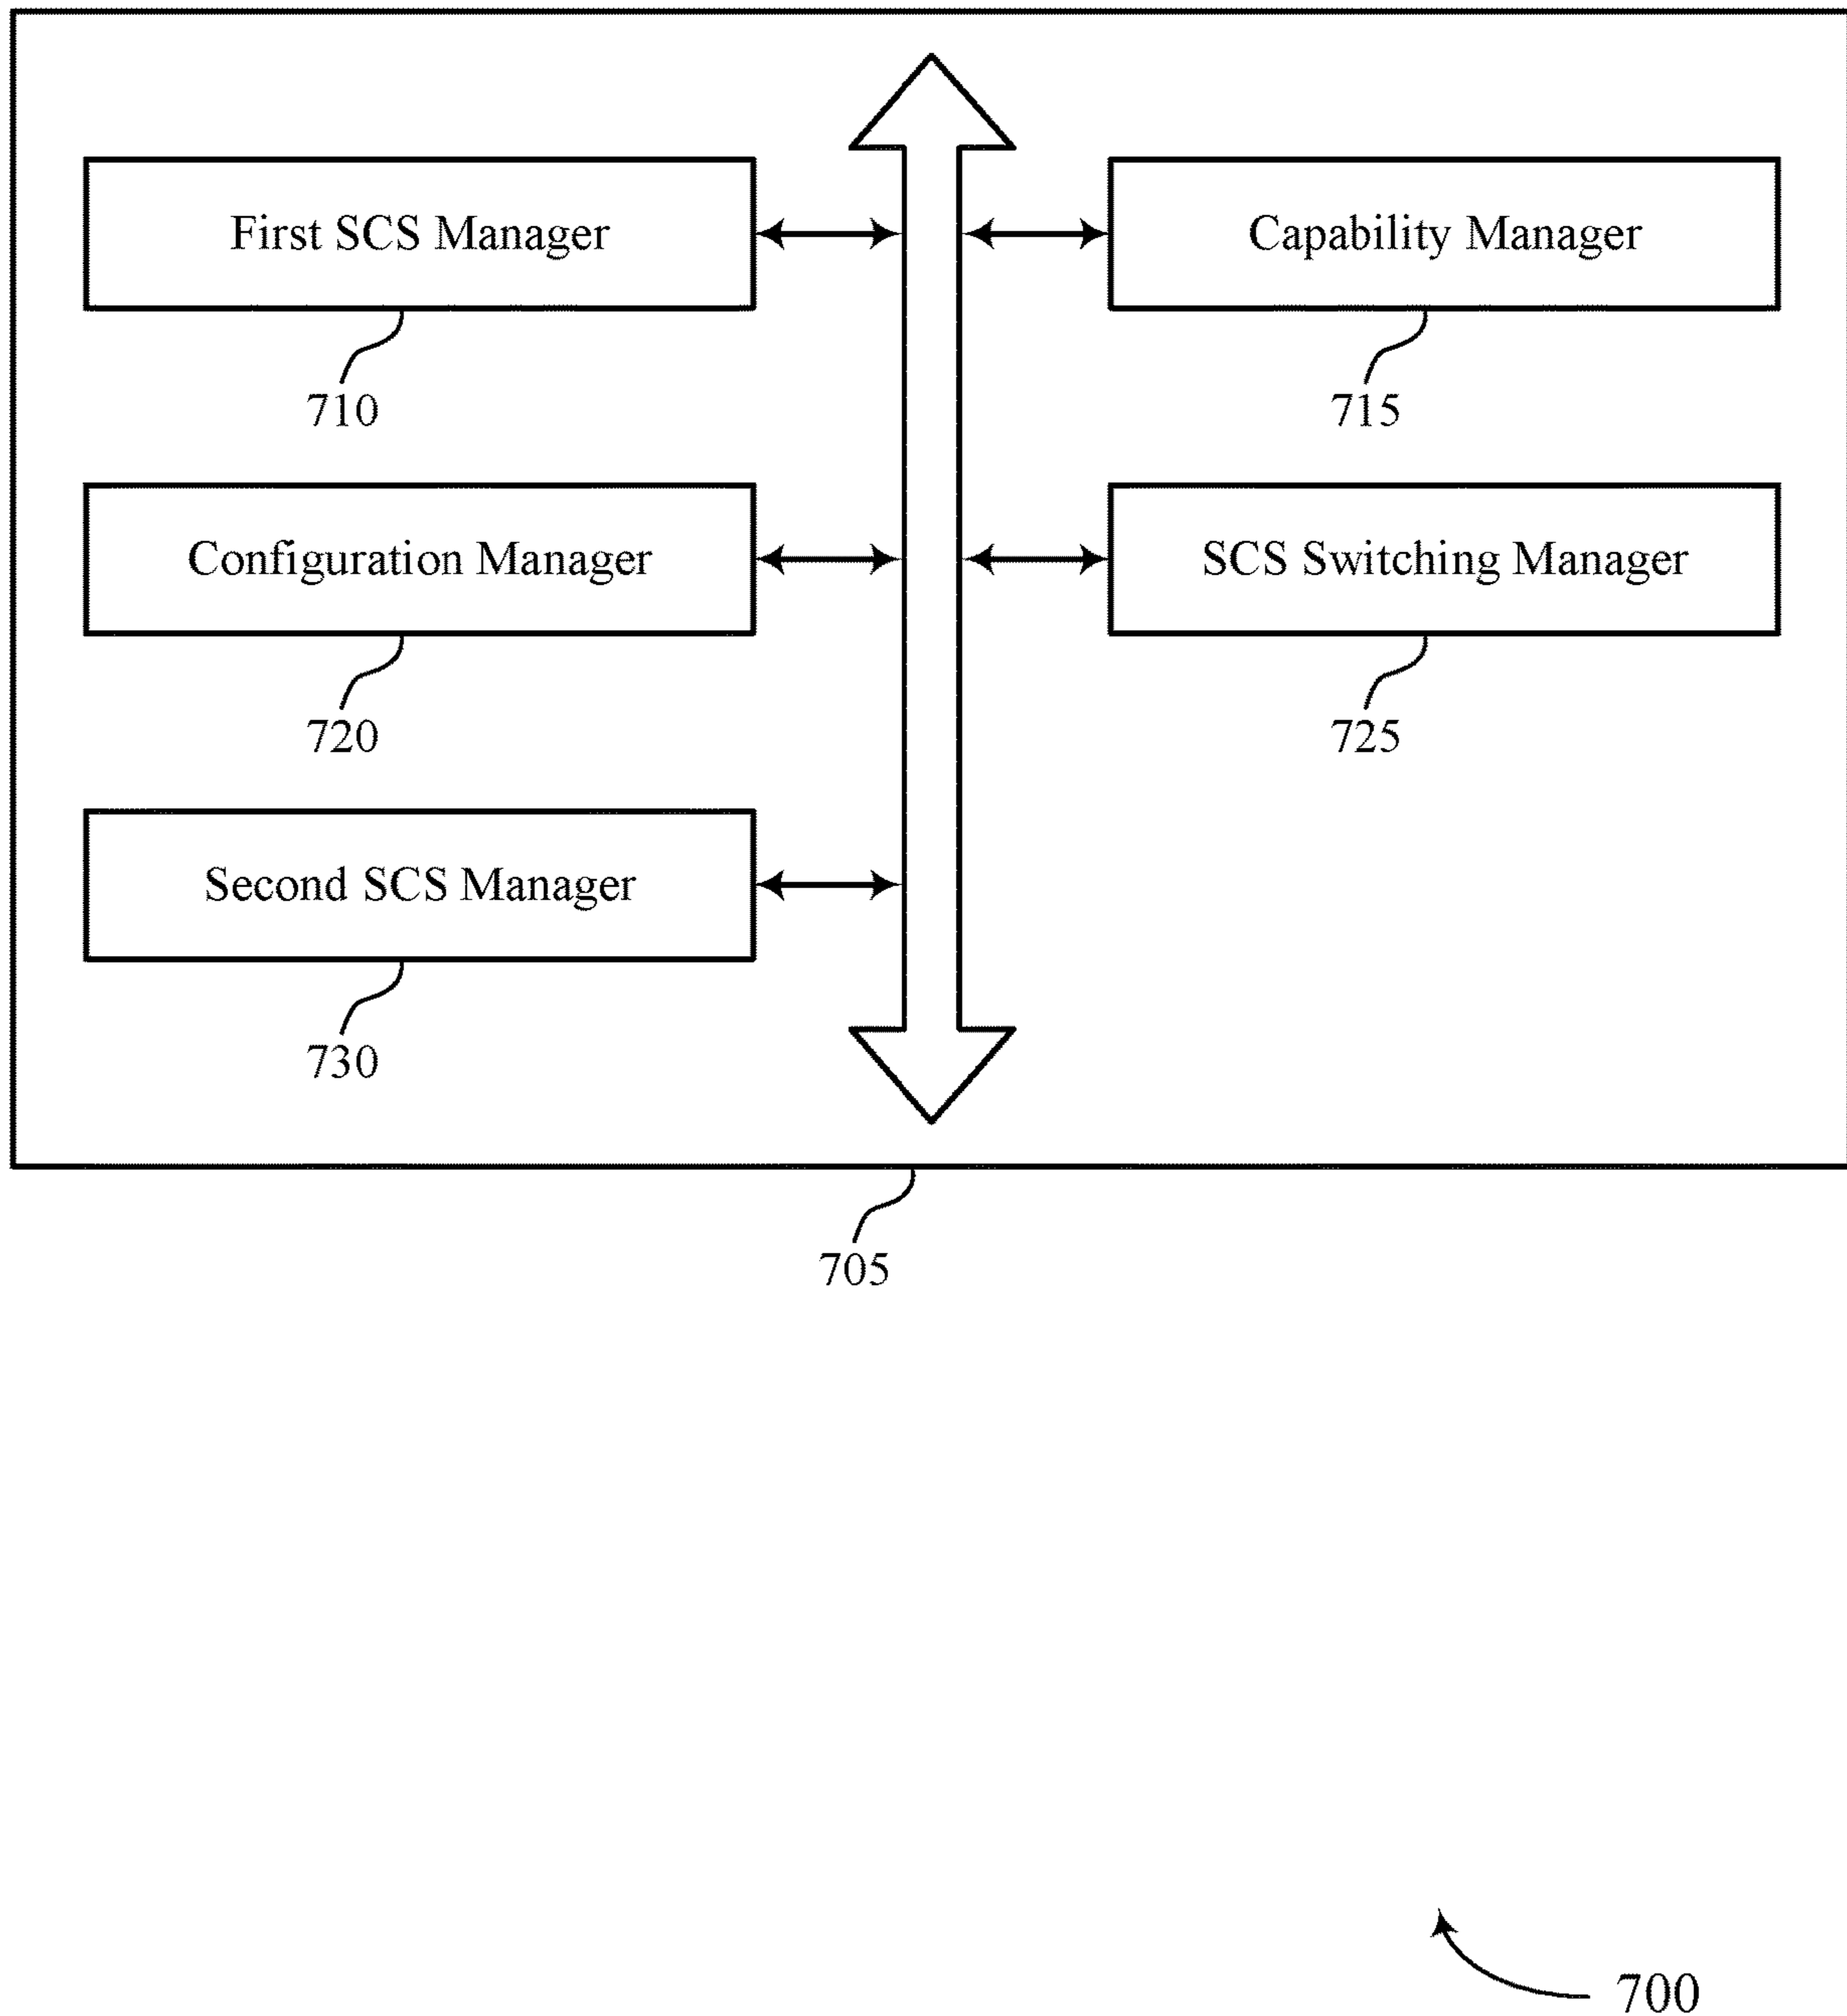 First SCS Manager
710
Capability Manager
715
Configuration Manager
720
SCS Switching Manager
725
Second SCS Manager
730
705
700